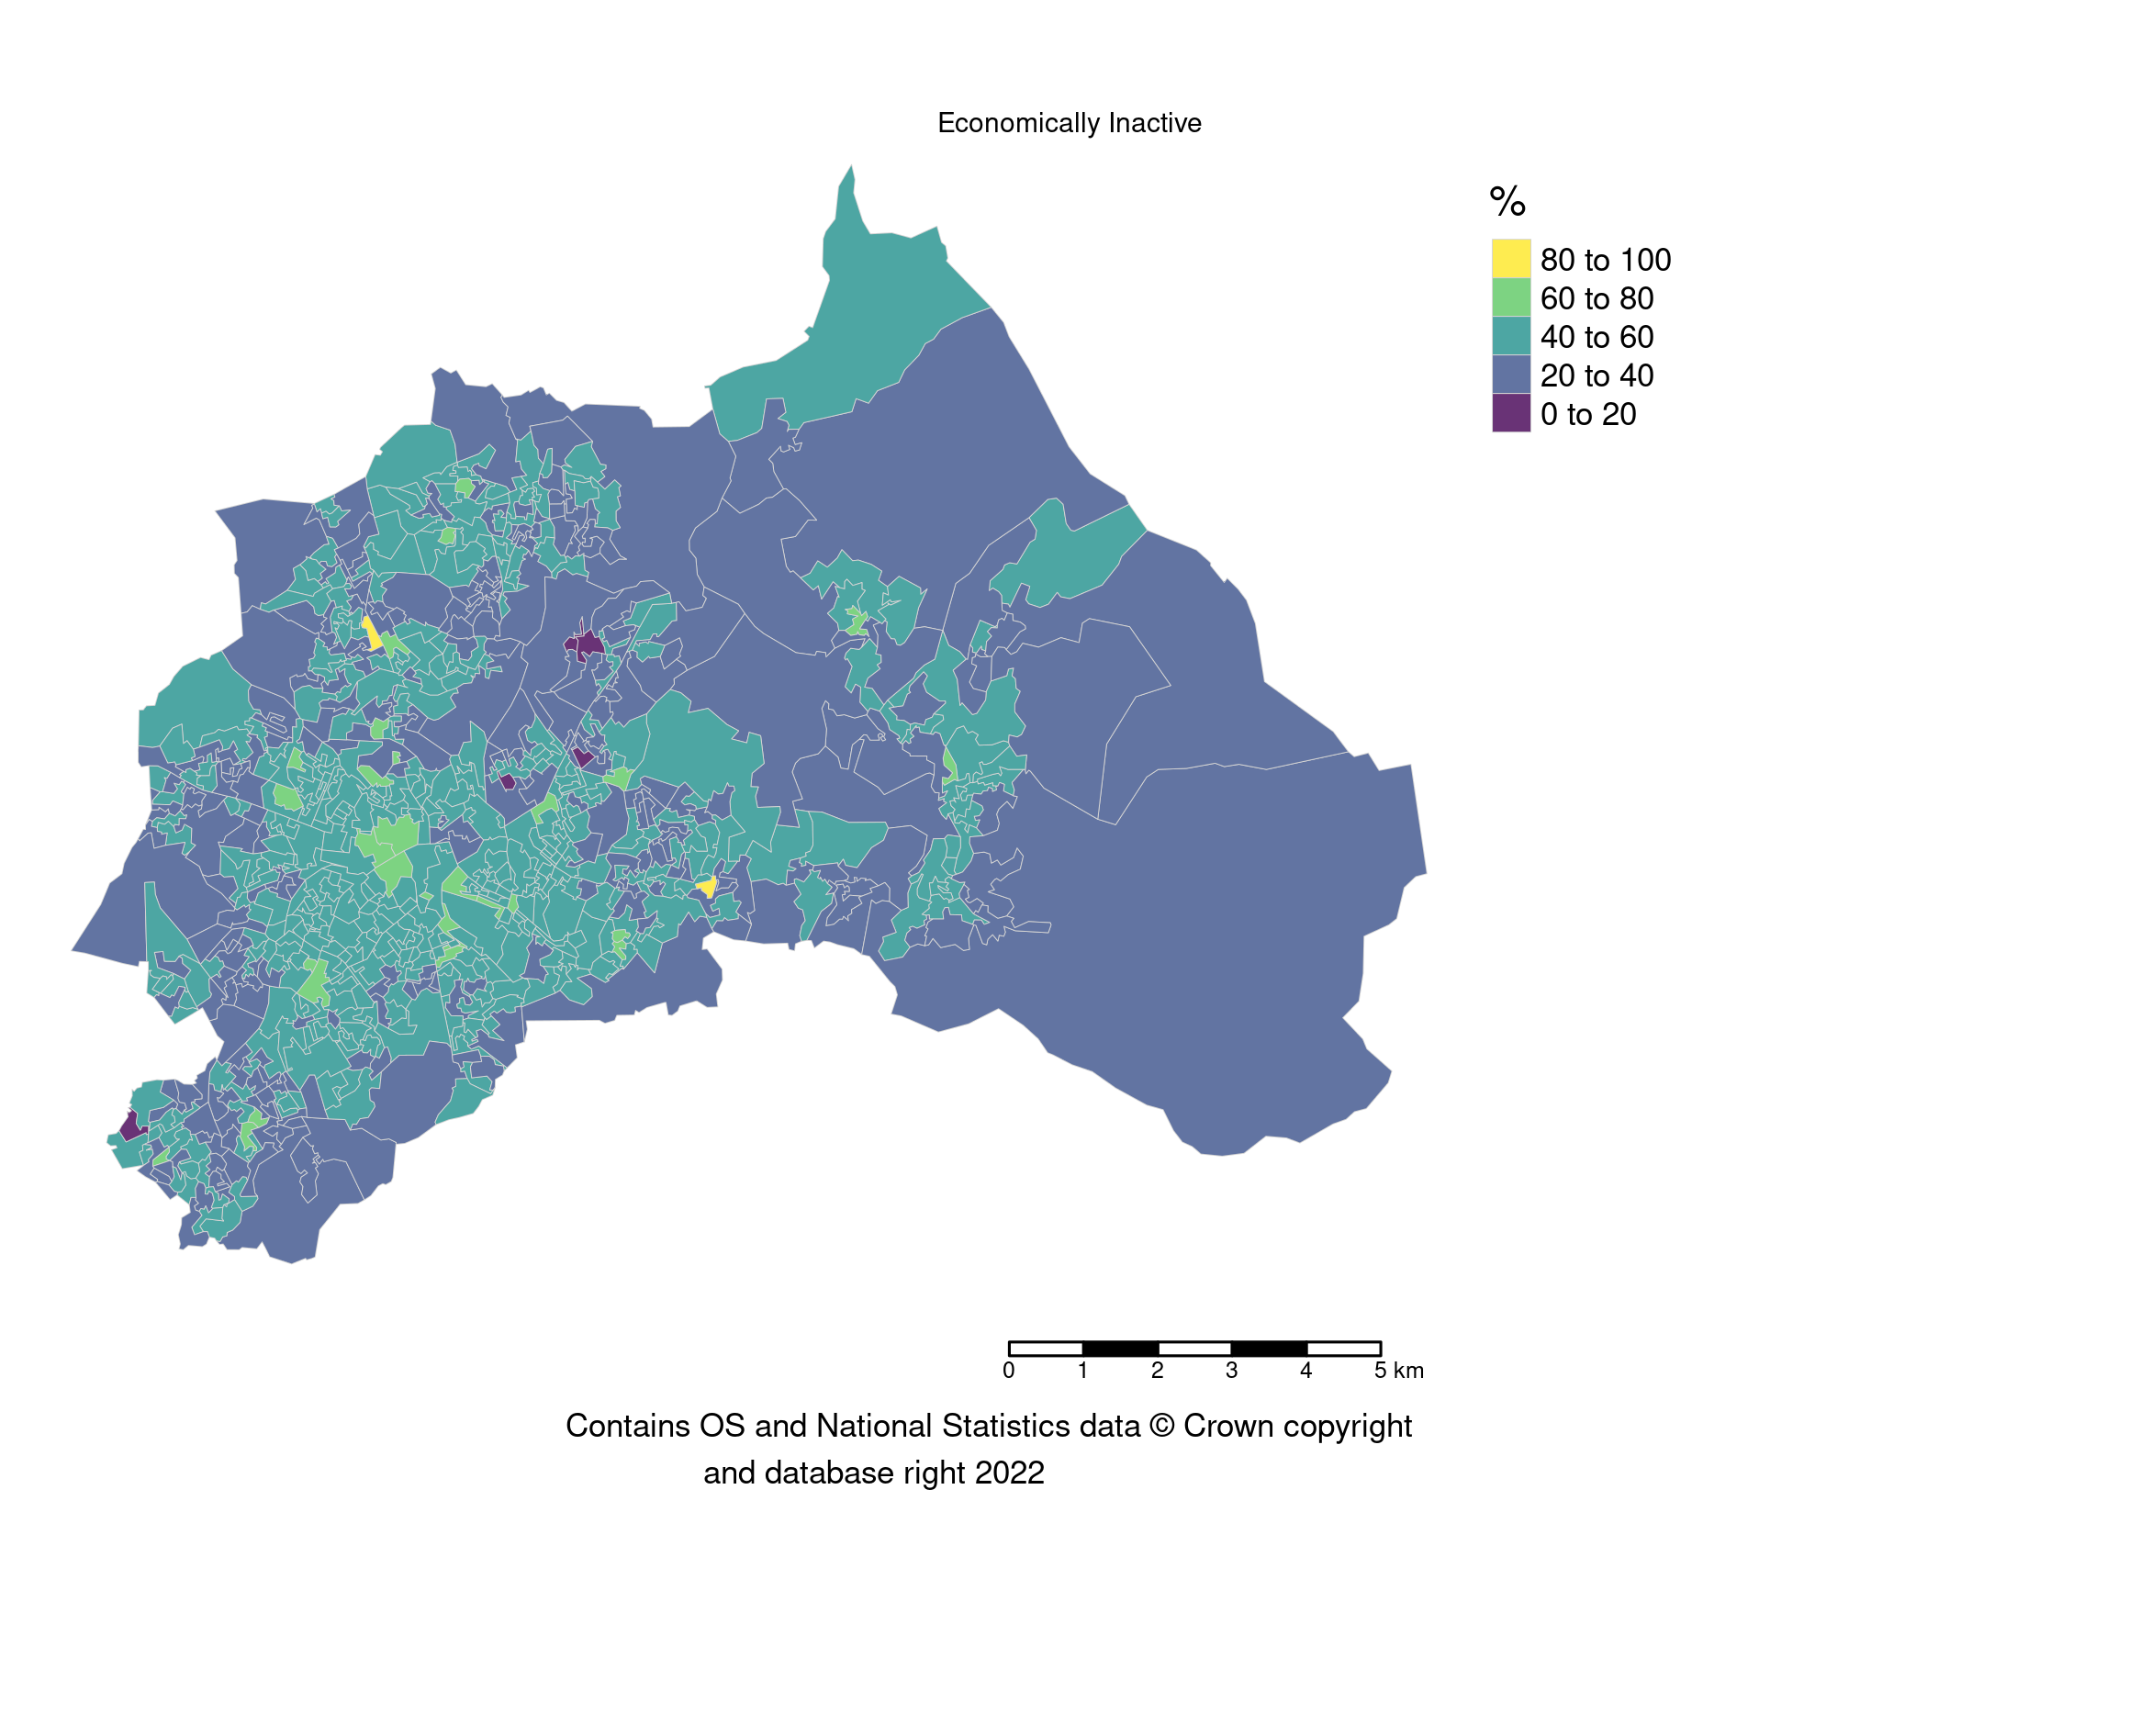 Economically Inactive
%
80 to 100
60 to 80
40 to 60
20 to 40
0 to 20
0 1 2 3 4 5 km
Contains OS and National Statistics data © Crown copyright
and database right 2022